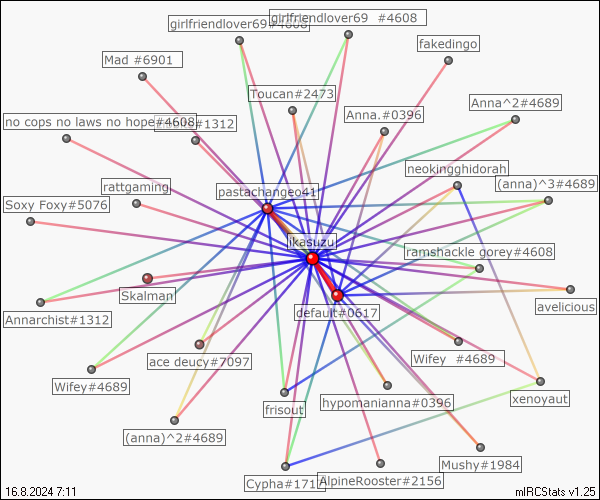 girlfriendlover69#4608
girlfriendlover69 #4608
fakedingo
Mad #6901
Toucan#2473
Anna^2#4689
Anna.#0396
no cops no laws no hope#4608
#1312
neokingghidorah
(anna)^3#4689
rattgaming
pastachangeo41
Soxy Foxy#5076
ikasuzu
ramshackle gorey#4608
Skalman
avelicious
default#0617
Annarchist#1312
ace deucy#7097
Wifey #4689
Wifey#4689
frisout
hypomanianna#0396
xenoyaut
(anna)^2#4689
Mushy#1984
Cypha#171
AlpineRooster#2156
16.8.2024 7:11
mIRCStats v1.25